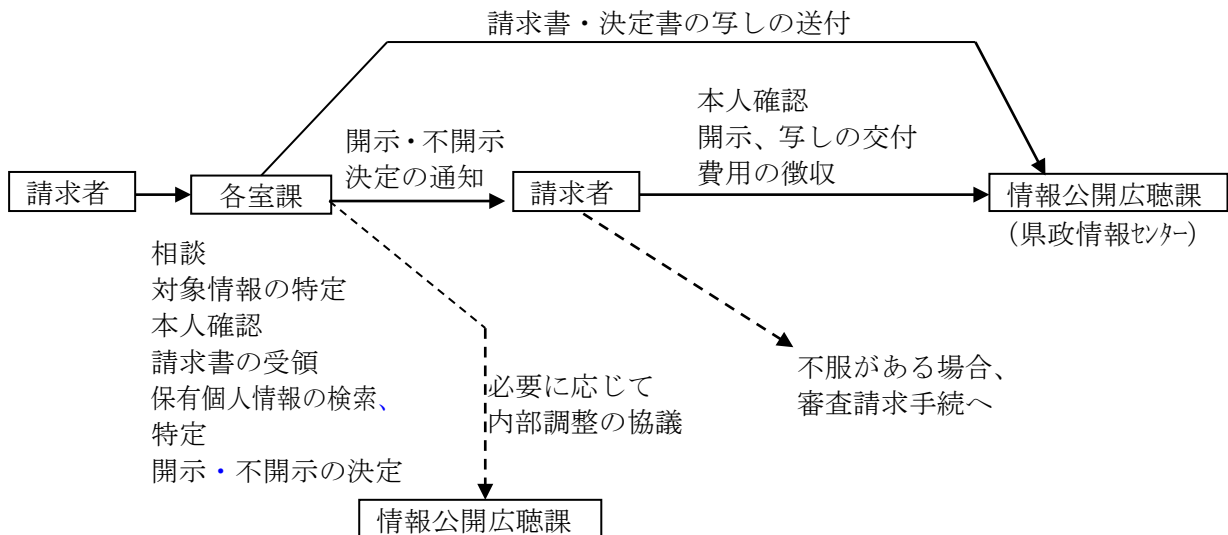 請求書・決定書の写しの送付
本人確認
開示、写しの交付
費用の徴収
開示・不開示
決定の通知
請求者
各室課
請求者
情報公開広聴課
（県政情報ｾﾝﾀｰ）
相談
対象情報の特定
本人確認
請求書の受領
保有個人情報の検索、
特定
開示・不開示の決定
必要に応じて
内部調整の協議
不服がある場合、
審査請求手続へ
情報公開広聴課